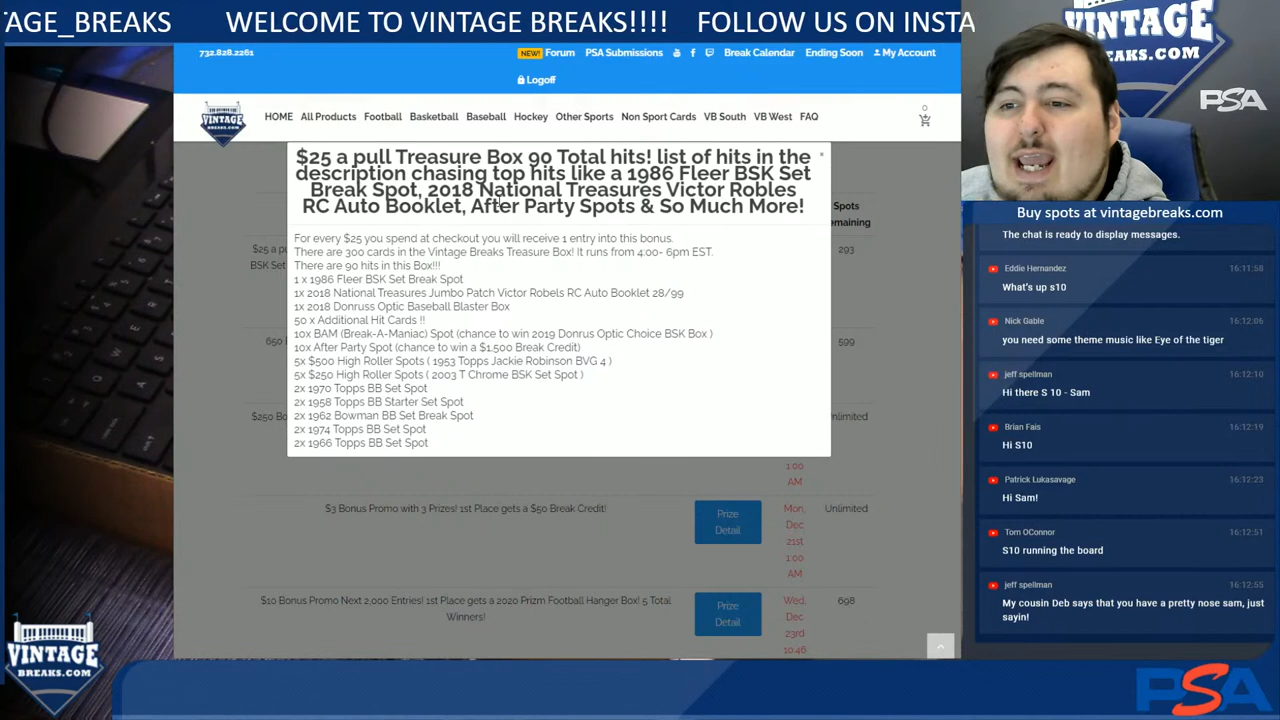 TAGE_BREAKS WELCOME TO VINTAGE BREAKS!!!! FOLLOW US ON INSTA
732.828.2261
NEW! Forum PSA Submissions Break Calendar Ending Soon My Account
Logoff
VINTAGE
BREAKS.COM
HOME All Products Football Basketball Baseball Hockey Other Sports Non Sport Cards VB South VB West FAQ
0
$25 a pull Treasure Box 90 Total hits! list of hits in the
description chasing top hits like a 1986 Fleer BSK Set
Break Spot, 2018 National Treasures Victor Robles
RC Auto Booklet, After Party Spots & So Much More!
×
For every $25 you spend at checkout you will receive 1 entry into this bonus.
There are 300 cards in the Vintage Breaks Treasure Box! It runs from 4:00- 6pm EST.
There are 90 hits in this Box!!!
1 x 1986 Fleer BSK Set Break Spot
1x 2018 National Treasures Jumbo Patch Victor Robels RC Auto Booklet 28/99
1x 2018 Donruss Optic Baseball Blaster Box
50 x Additional Hit Cards !!
10x BAM (Break-A-Maniac) Spot (chance to win 2019 Donrus Optic Choice BSK Box )
10x After Party Spot (chance to win a $1,500 Break Credit)
5x $500 High Roller Spots ( 1953 Topps Jackie Robinson BVG 4 )
5x $250 High Roller Spots ( 2003 T Chrome BSK Set Spot )
2x 1970 Topps BB Set Spot
2x 1958 Topps BB Starter Set Spot
2x 1962 Bowman BB Set Break Spot
2x 1974 Topps BB Set Spot
2x 1966 Topps BB Set Spot
Spots
emaining
$25 a pu
BSK Set
293
650
599
$250 Bo
nlimited
1:00
AM
$3 Bonus Promo with 3 Prizes! 1st Place gets a $50 Break Credit!
Prize
Detail
Mon,
Dec
21st
1:00
AM
Unlimited
$10 Bonus Promo Next 2,000 Entries! 1st Place gets a 2020 Prizm Football Hanger Box! 5 Total
Winners!
Prize
Detail
Wed,
Dec
23rd
10:46
698
VINTAGE
BREAKS.COM
PSA
Buy spots at vintagebreaks.com
The chat is ready to display messages.
Eddie Hernandez 16:11:58
What's up s10
Nick Gable 16:12:06
you need some theme music like Eye of the tiger
jeff spellman 16:12:10
Hi there S 10 - Sam
Brian Fais 16:12:19
Hi S10
Patrick Lukasavage 16:12:23
Hi Sam!
Tom OConnor 16:12:51
S10 running the board
jeff spellman 16:12:55
My cousin Deb says that you have a pretty nose sam, just
sayin!
VINTAGE
BREAKS.COM
PSA